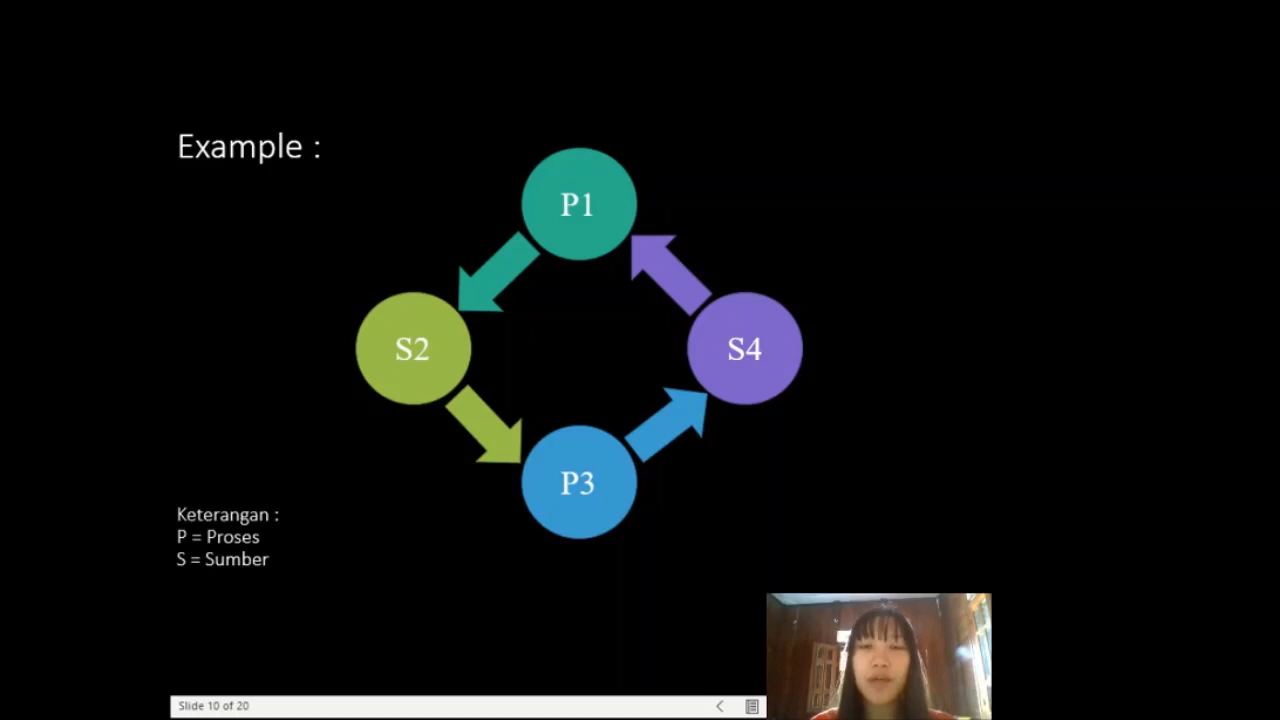 Example :
P1
S2
S4
P3
Keterangan :
P = Proses
S = Sumber
Slide 10 of 20